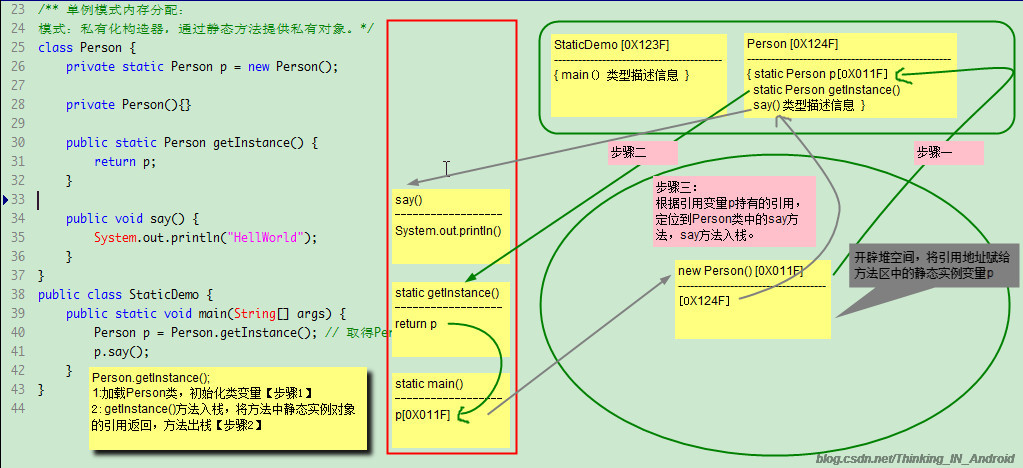 23 /** 单例模式内存分配:
24 模式: 私有化构造器, 通过静态方法提供私有对象。*/
25 class Person {
26 private static Person p = new Person();
27
28 private Person(){}
29
30 public static Person getInstance() {
31 return p;
32 }
33
34 public void say() {
35 System.out.println("HellWorld");
36 }
37 }
38 public class StaticDemo {
39 public static void main(String[] args) {
40 Person p = Person.getInstance(); // 取得Per
41 p.say();
42 }
43 }
44
Person.getInstance();
1:加载Person类，初始化类变量【步骤1】
2: getInstance()方法入栈，将方法中静态实例对象
的引用返回，方法出栈【步骤2】
say()
--------------------
System.out.println()
static getInstance()
--------------------
return p
static main()
--------------------
p[0X011F]
StaticDemo [0X123F]
--------------------
{ main () 类型描述信息 }
Person [0X124F]
--------------------
{ static Person p[0X011F]
static Person getInstance()
say()类型描述信息 }
步骤二
步骤一
步骤三：
根据引用变量p持有的引用，
定位到Person类中的say方
法，say方法入栈。
new Person() [0X011F]
--------------------
[0X124F]
开辟堆空间，将引用地址赋给
方法区中的静态实例变量p
blog.csdn.net/Thinking_IN_Android